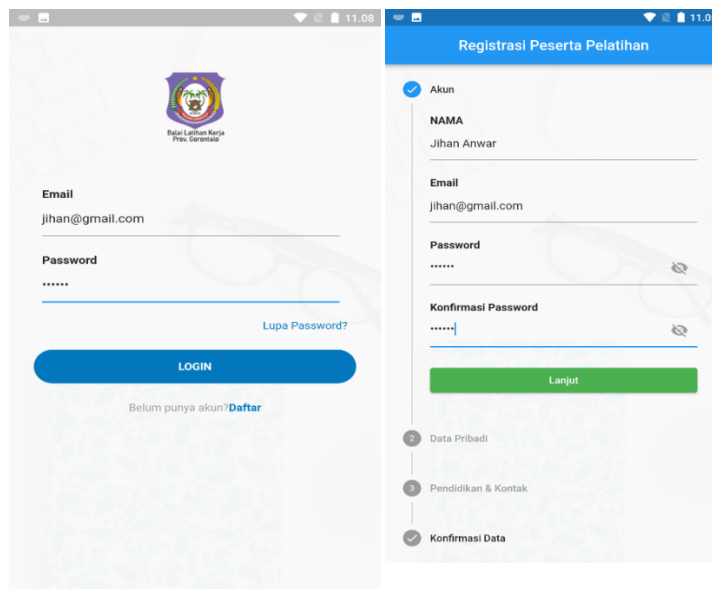 11.08
Balai Latihan Kerja
Prov. Gorontalo
Email
jihan@gmail.com
Password
••••••
Lupa Password?
LOGIN
Belum punya akun?Daftar
11.0
Registrasi Peserta Pelatihan
Akun
NAMA
Jihan Anwar
Email
jihan@gmail.com
Password
••••••
Konfirmasi Password
••••••
Lanjut
2 Data Pribadi
3 Pendidikan & Kontak
Konfirmasi Data